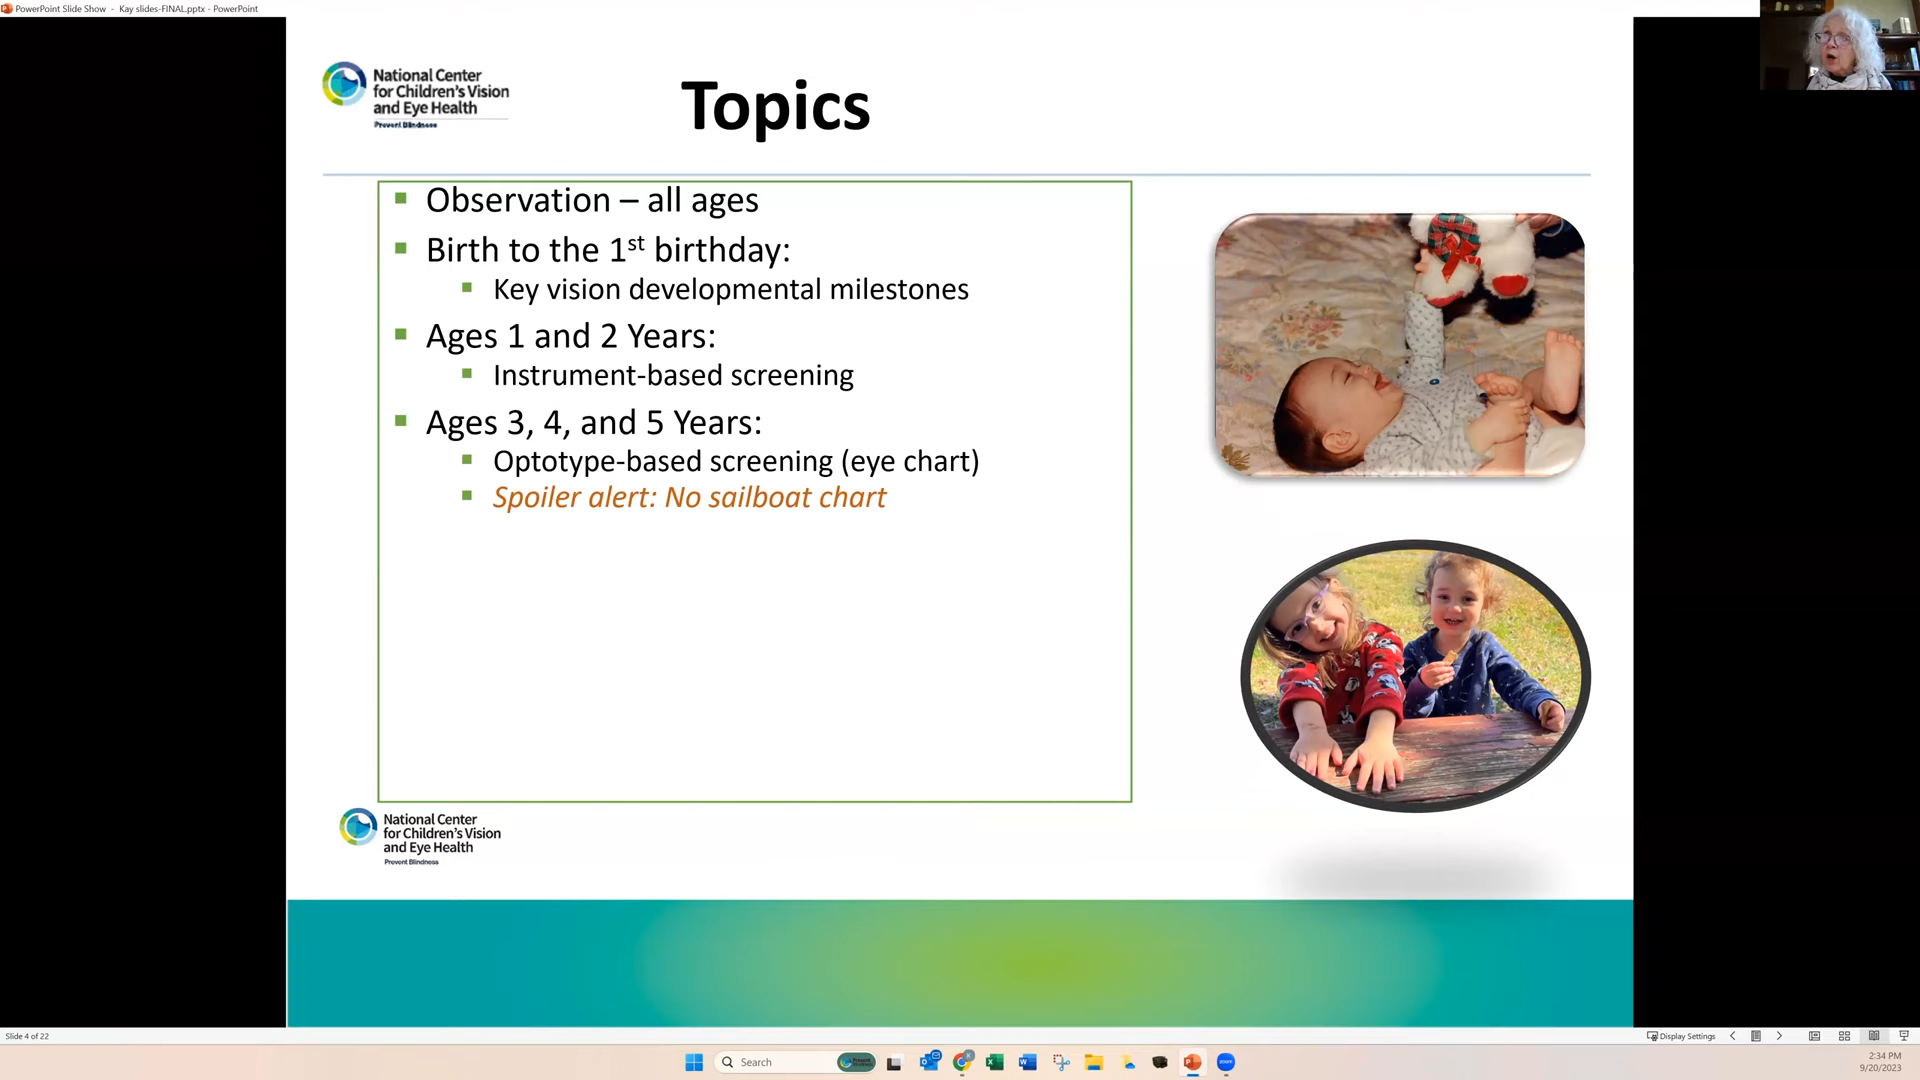 PowerPoint Slide Show - Kay slides-FINAL.pptx - PowerPoint
National Center
for Children's Vision
and Eye Health
Prevent Blindness
Topics
Observation – all ages
Birth to the 1st birthday:
Key vision developmental milestones
Ages 1 and 2 Years:
Instrument-based screening
Ages 3, 4, and 5 Years:
Optotype-based screening (eye chart)
Spoiler alert: No sailboat chart
National Center
for Children's Vision
and Eye Health
Prevent Blindness
Slide 4 of 22
Display Settings
Search
zoom
2:34 PM
9/20/2023